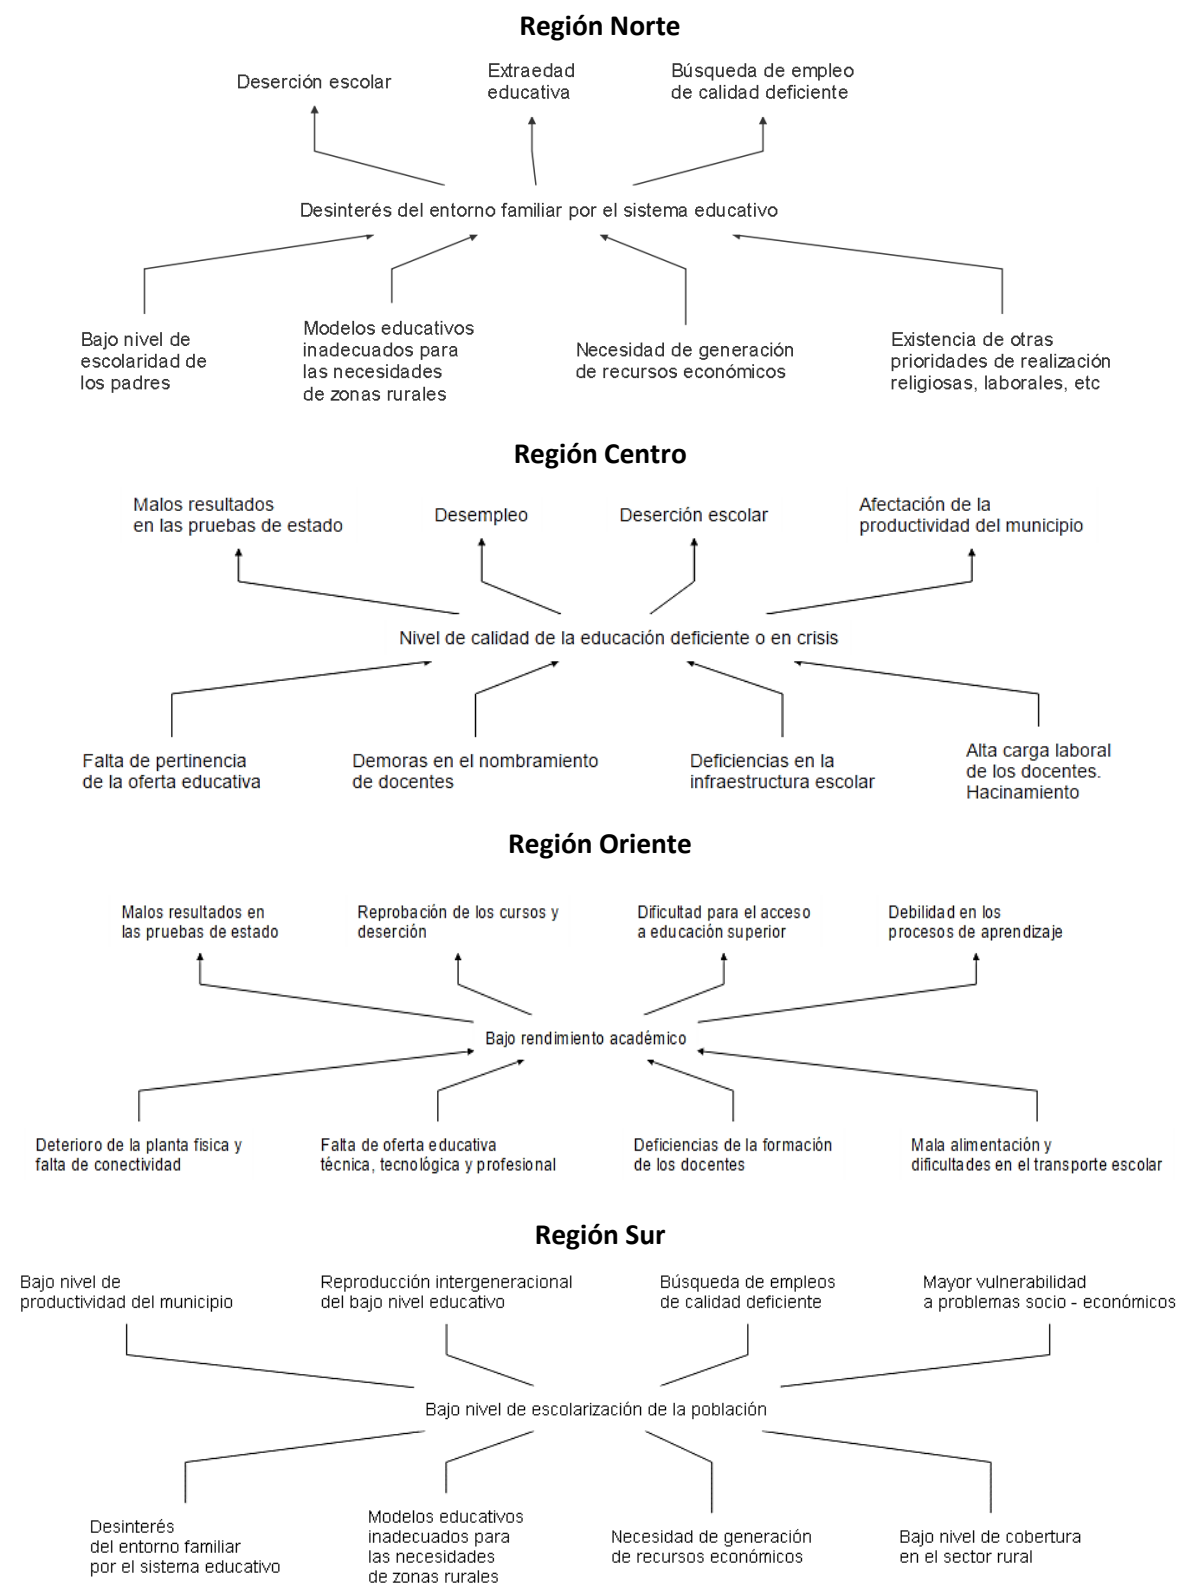 Región Norte
Deserción escolar
Extraedad
educativa
Búsqueda de empleo
de calidad deficiente
Desinterés del entorno familiar por el sistema educativo
Bajo nivel de
escolaridad de
los padres
Modelos educativos
inadecuados para
las necesidades
de zonas rurales
Necesidad de generación
de recursos económicos
Existencia de otras
prioridades de realización
religiosas, laborales, etc
Región Centro
Malos resultados
en las pruebas de estado
Desempleo
Deserción escolar
Afectación de la
productividad del municipio
Nivel de calidad de la educación deficiente o en crisis
Falta de pertinencia
de la oferta educativa
Demoras en el nombramiento
de docentes
Deficiencias en la
infraestructura escolar
Alta carga laboral
de los docentes.
Hacinamiento
Región Oriente
Malos resultados en
las pruebas de estado
Reprobación de los cursos y
deserción
Dificultad para el acceso
a educación superior
Debilidad en los
procesos de aprendizaje
Bajo rendimiento académico
Deterioro de la planta fisica y
falta de conectividad
Falta de oferta educativa
técnica, tecnológica y profesional
Deficiencias de la formación
de los docentes
Mala alimentación y
dificultades en el transporte escolar
Región Sur
Bajo nivel de
productividad del municipio
Reproducción intergeneracional
del bajo nivel educativo
Búsqueda de empleos
de calidad deficiente
Mayor vulnerabilidad
a problemas socio - económicos
Bajo nivel de escolarización de la población
Desinterés
del entorno familiar
por el sistema educativo
Modelos educativos
inadecuados para
las necesidades
de zonas rurales
Necesidad de generación
de recursos económicos
Bajo nivel de cobertura
en el sector rural